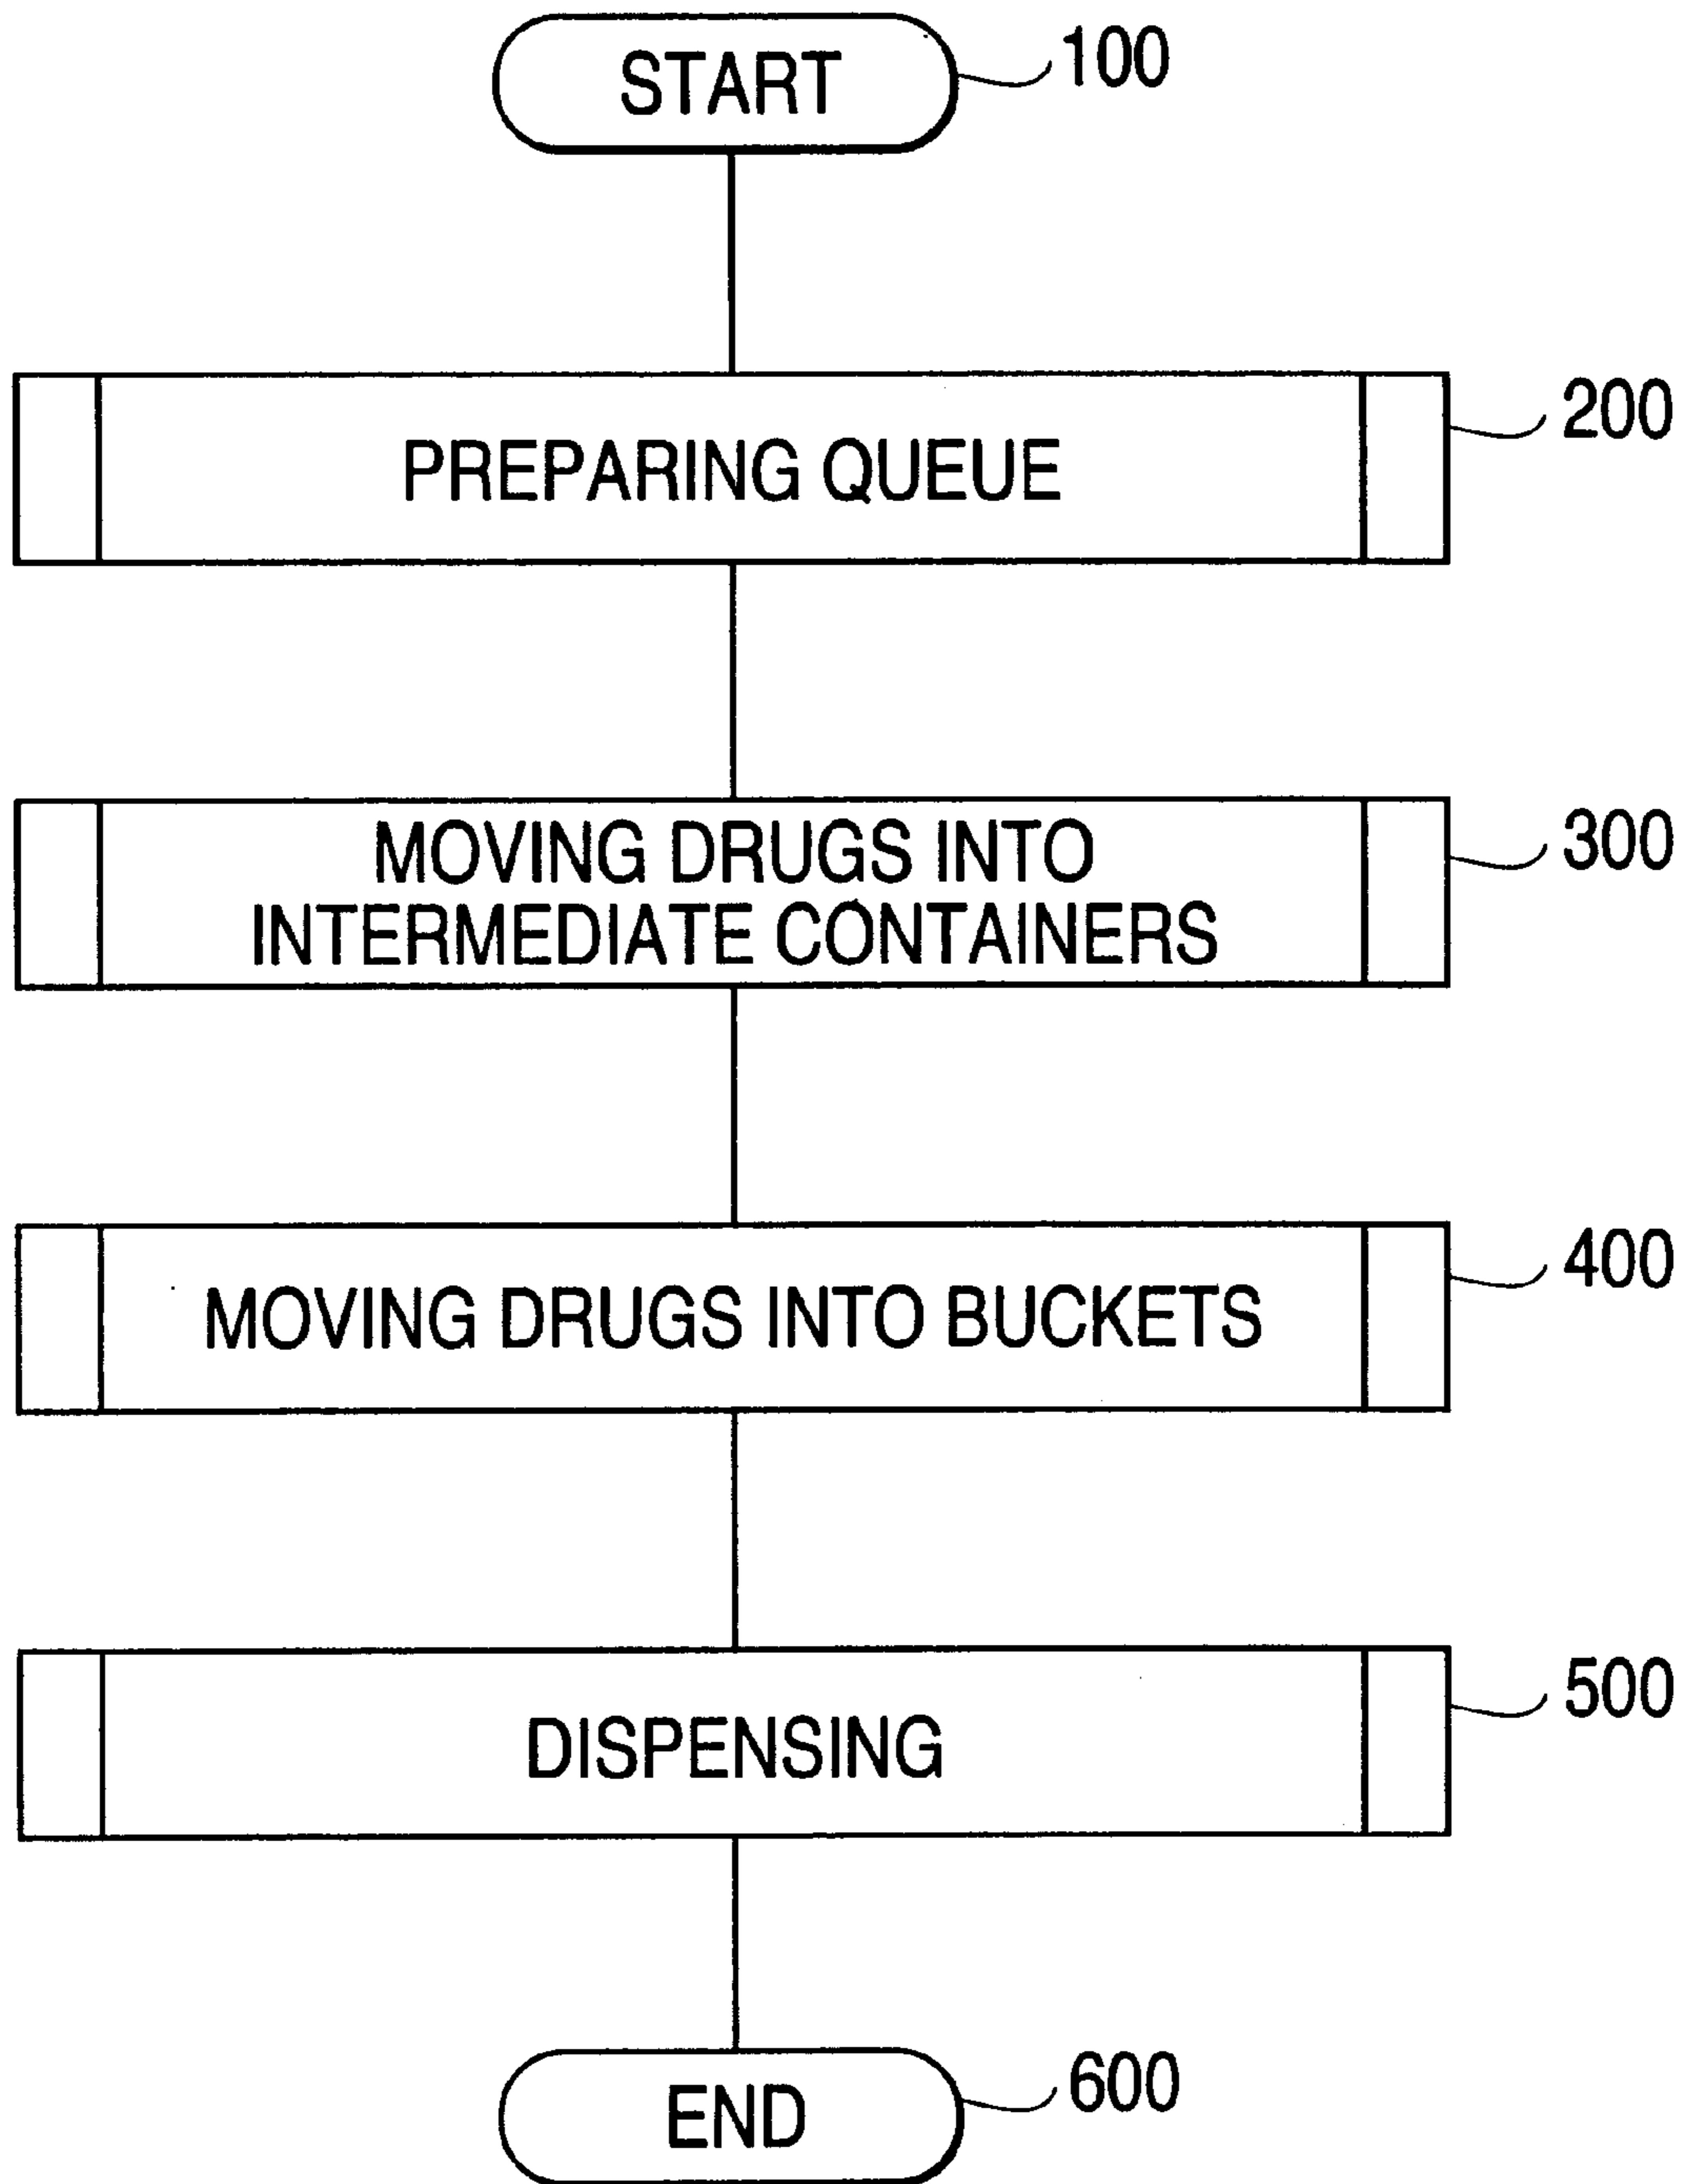 START
100
PREPARING QUEUE
200
MOVING DRUGS INTO
INTERMEDIATE CONTAINERS
300
MOVING DRUGS INTO BUCKETS
400
DISPENSING
500
END
600